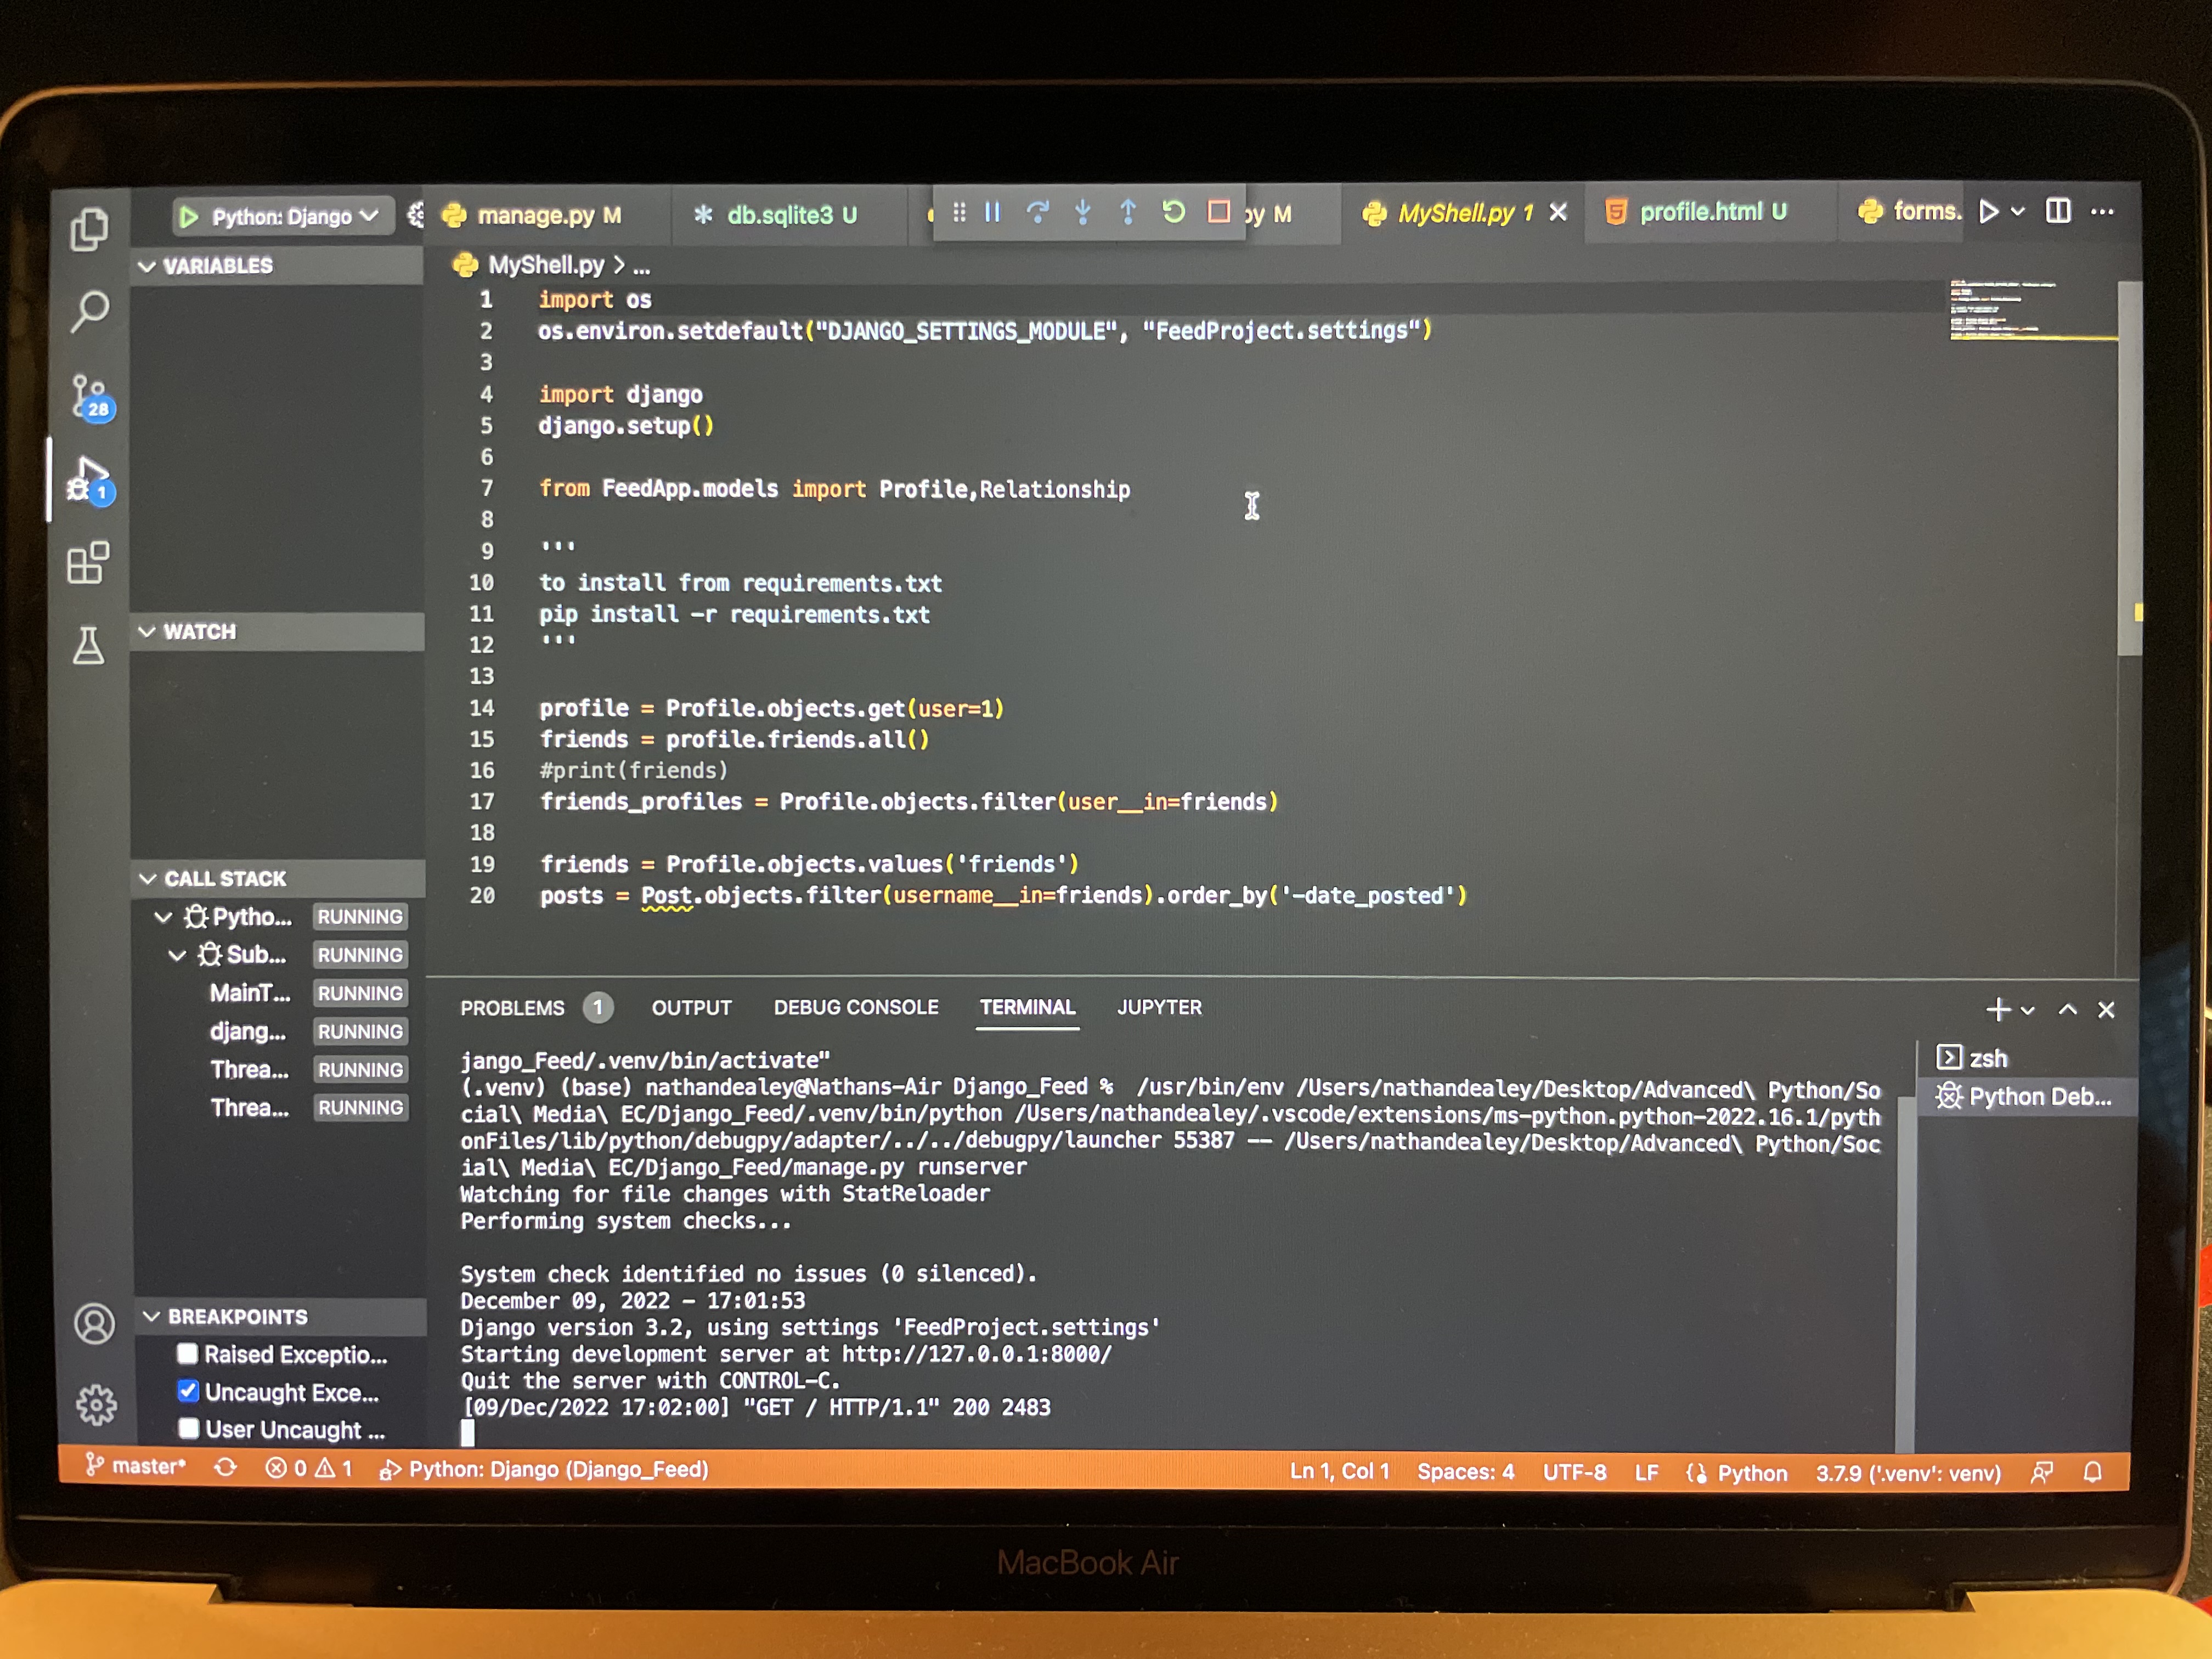 Python: Django
manage.py M
db.sqlite3 U
py M
MyShell.py 1
profile.html U
forms.
VARIABLES
MyShell.py > ...
1 import os
2 os.environ.setdefault("DJANGO_SETTINGS_MODULE", "FeedProject.settings")
3
4 import django
5 django.setup()
6
7 from FeedApp.models import Profile,Relationship
8
9 '''
10 to install from requirements.txt
11 pip install -r requirements.txt
12 '''
13
14 profile = Profile.objects.get(user=1)
15 friends = profile.friends.all()
16 #print(friends)
17 friends_profiles = Profile.objects.filter(user__in=friends)
18
19 friends = Profile.objects.values('friends')
20 posts = Post.objects.filter(username__in=friends).order_by('-date_posted')
28
1
WATCH
CALL STACK
Pytho... RUNNING
Sub... RUNNING
MainT... RUNNING
djang... RUNNING
Threa... RUNNING
Threa... RUNNING
BREAKPOINTS
Raised Exceptio...
Uncaught Exce...
User Uncaught ...
PROBLEMS 1 OUTPUT DEBUG CONSOLE TERMINAL JUPYTER
jango_Feed/.venv/bin/activate"
(.venv) (base) nathandealey@Nathans-Air Django_Feed %  /usr/bin/env /Users/nathandealey/Desktop/Advanced\ Python/So
cial\ Media\ EC/Django_Feed/.venv/bin/python /Users/nathandealey/.vscode/extensions/ms-python.python-2022.16.1/pyth
onFiles/lib/python/debugpy/adapter/../../debugpy/launcher 55387 -- /Users/nathandealey/Desktop/Advanced\ Python/Soc
ial\ Media\ EC/Django_Feed/manage.py runserver
Watching for file changes with StatReloader
Performing system checks...
System check identified no issues (0 silenced).
December 09, 2022 - 17:01:53
Django version 3.2, using settings 'FeedProject.settings'
Starting development server at http://127.0.0.1:8000/
Quit the server with CONTROL-C.
[09/Dec/2022 17:02:00] "GET / HTTP/1.1" 200 2483
zsh
Python Deb...
master* 0 1 Python: Django (Django_Feed) Ln 1, Col 1 Spaces: 4 UTF-8 LF Python 3.7.9 ('.venv': venv)
MacBook Air